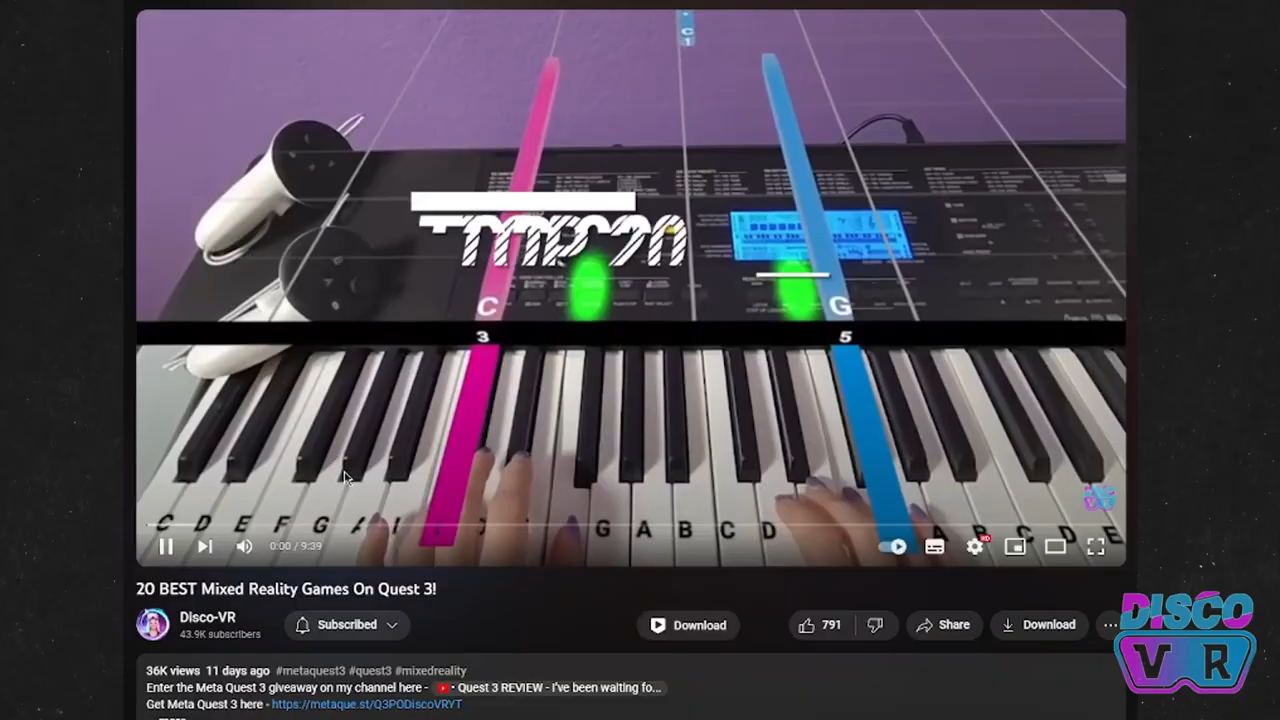 C
1
C
G
3
5
C D E F G A
G A B C D
A B C D E
0:00 / 9:39
HD
20 BEST Mixed Reality Games On Quest 3!
Disco-VR
43.9K subscribers
Subscribed
Download
791
Share
Download
...
DISCO
VR
36K views 11 days ago #metaquest3 #quest3 #mixedreality
Enter the Meta Quest 3 giveaway on my channel here - • Quest 3 REVIEW - I've been waiting fo...
Get Meta Quest 3 here - https://metaque.st/Q3PODiscoVRYT